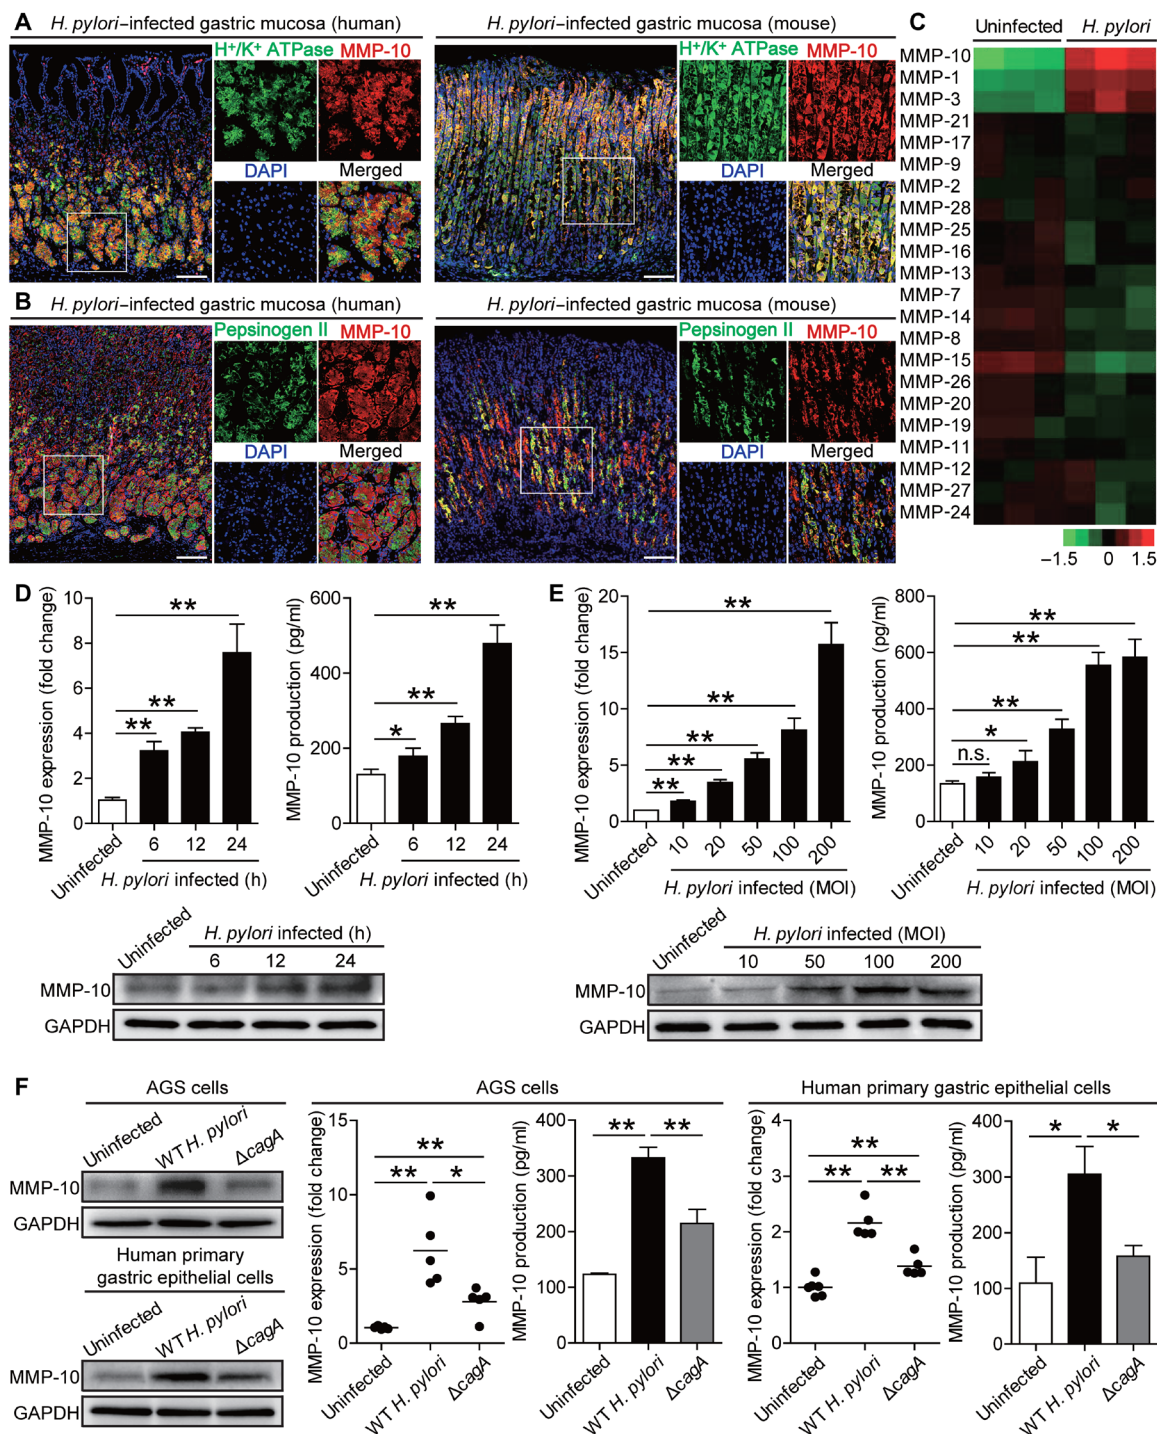 A
H. pylori–infected gastric mucosa (human)
H. pylori–infected gastric mucosa (mouse)
H+/K+ ATPase MMP-10
DAPI Merged
H+/K+ ATPase MMP-10
DAPI Merged
B
H. pylori–infected gastric mucosa (human)
H. pylori–infected gastric mucosa (mouse)
Pepsinogen II MMP-10
DAPI Merged
Pepsinogen II MMP-10
DAPI Merged
C
Uninfected H. pylori
MMP-10
MMP-1
MMP-3
MMP-21
MMP-17
MMP-9
MMP-2
MMP-28
MMP-25
MMP-16
MMP-13
MMP-7
MMP-14
MMP-8
MMP-15
MMP-26
MMP-20
MMP-19
MMP-11
MMP-12
MMP-27
MMP-24
−1.5 0 1.5
D
MMP-10 expression (fold change)
10
8
6
4
2
0
**
**
**
Uninfected
6 12 24
H. pylori infected (h)
MMP-10 production (pg/ml)
600
400
200
0
**
**
*
Uninfected
6 12 24
H. pylori infected (h)
Uninfected
H. pylori infected (h)
6 12 24
MMP-10
GAPDH
E
MMP-10 expression (fold change)
20
15
10
5
0
**
**
**
**
**
Uninfected
10 20 50 100 200
H. pylori infected (MOI)
MMP-10 production (pg/ml)
800
600
400
200
0
**
**
**
*
n.s.
Uninfected
10 20 50 100 200
H. pylori infected (MOI)
Uninfected
H. pylori infected (MOI)
10 50 100 200
MMP-10
GAPDH
F
AGS cells
Uninfected WT H. pylori ΔcagA
MMP-10
GAPDH
Human primary
gastric epithelial cells
Uninfected WT H. pylori ΔcagA
MMP-10
GAPDH
AGS cells
MMP-10 expression (fold change)
15
10
5
0
**
** *
Uninfected WT H. pylori ΔcagA
MMP-10 production (pg/ml)
400
300
200
100
0
** **
Uninfected WT H. pylori ΔcagA
Human primary gastric epithelial cells
MMP-10 expression (fold change)
4
3
2
1
0
**
** **
Uninfected WT H. pylori ΔcagA
MMP-10 production (pg/ml)
400
300
200
100
0
* *
Uninfected WT H. pylori ΔcagA